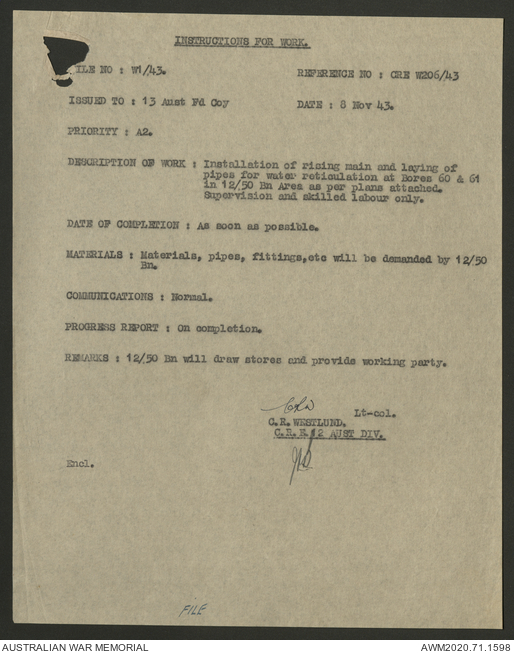 INSTRUCTIONS FOR WORK.
FILE NO : W1/43.
REFERENCE NO : CRE W206/43
ISSUED TO : 13 Aust Fd Coy
DATE : 8 Nov 43.
PRIORITY : A2.
DESCRIPTION OF WORK : Installation of rising main and laying of
pipes for water reticulation at Bores 60 & 61
in 12/50 Bn Area as per plans attached.
Supervision and skilled labour only.
DATE OF COMPLETION : As soon as possible.
MATERIALS : Materials, pipes, fittings,etc will be demanded by 12/50
Bn.
COMMUNICATIONS : Normal.
PROGRESS REPORT : On completion.
REMARKS : 12/50 Bn will draw stores and provide working party.
Lt-col.
C.R. WESTLUND.
C.R.E. 12 AUST DIV.
Encl.
FILE
AUSTRALIAN WAR MEMORIAL
AWM2020.71.1598